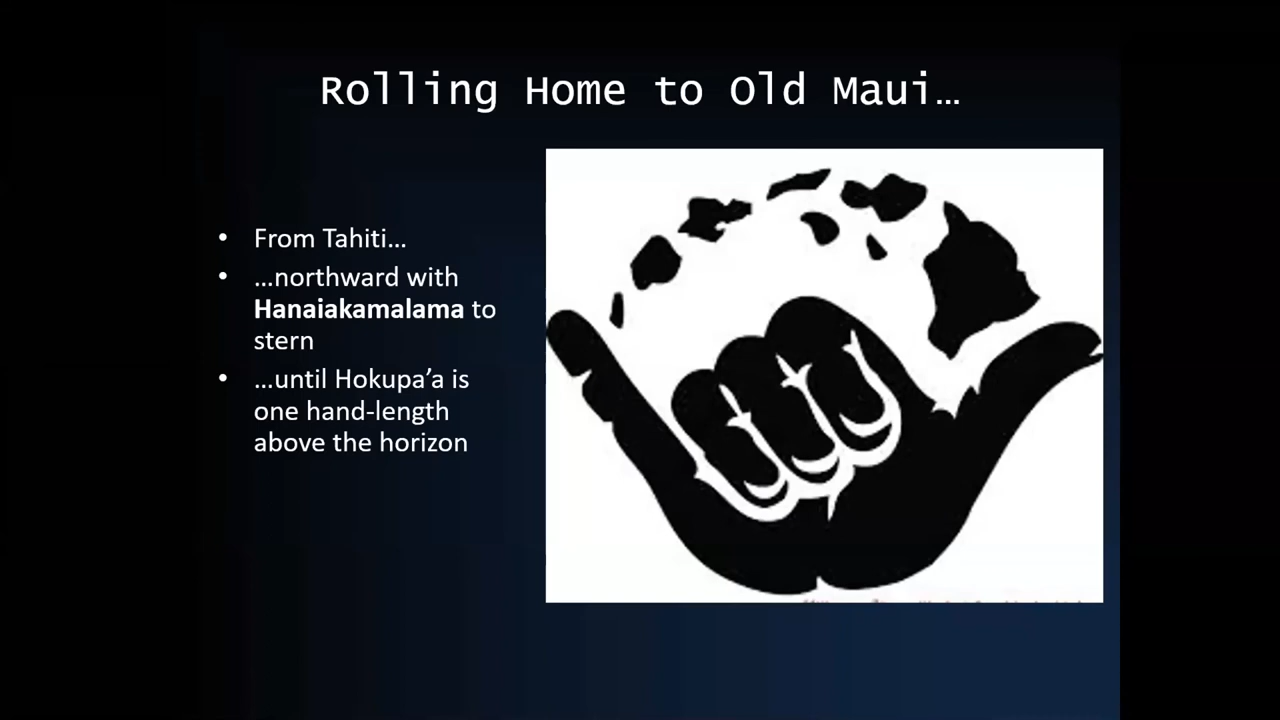 Rolling Home to Old Maui…
• From Tahiti…
• …northward with
Hanaiakamalama to
stern
• …until Hokupa’a is
one hand-length
above the horizon